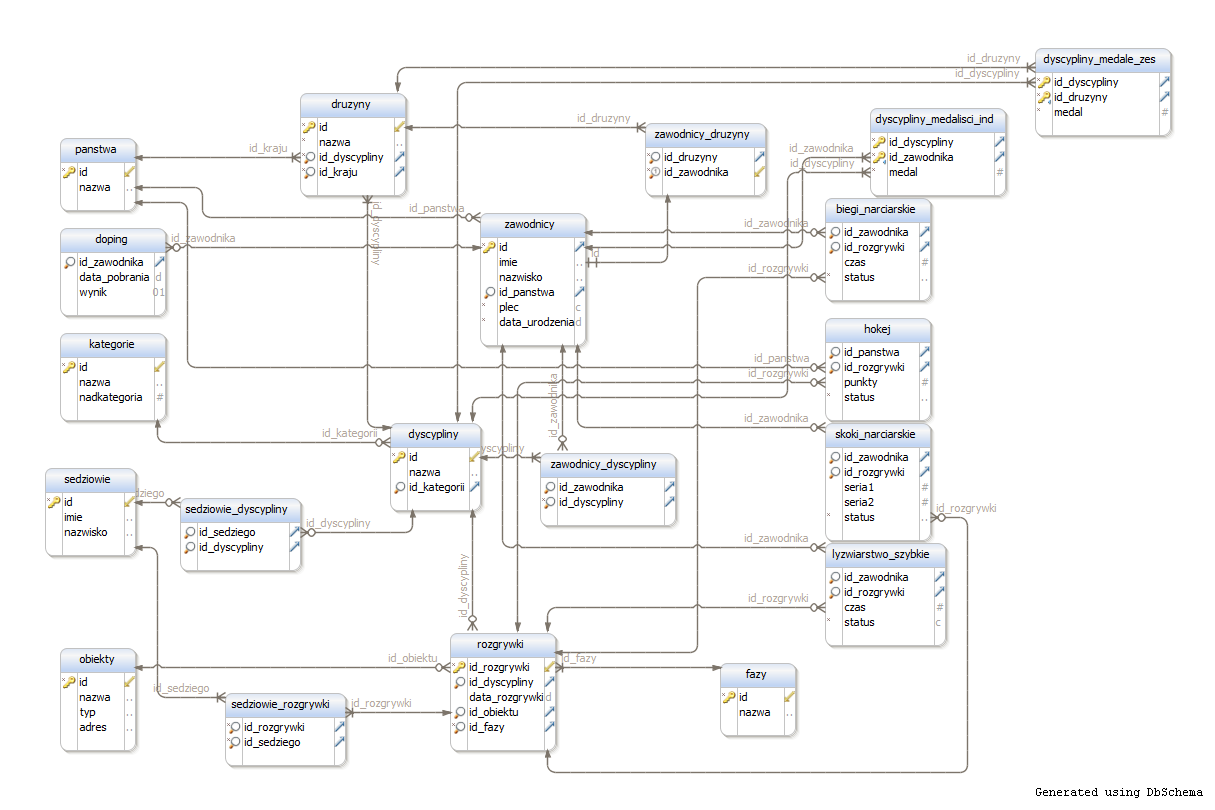 dyscypliny_medale_zes
id_dyscypliny
id_druzyny
medal
#
id_druzyny
id_dyscypliny
druzyny
id
nazwa
id_dyscypliny
id_kraju
id_druzyny
zawodnicy_druzyny
id_druzyny
id_zawodnika
dyscypliny_medalisci_ind
id_dyscypliny
id_zawodnika
medal
#
id_zawodnika
id_dyscypliny
panstwa
id
nazwa
id_kraju
id_panstwa
id_dyscypliny
zawodnicy
id
imie
nazwisko
id_panstwa
plec
c
data_urodzenia
d
id
biegi_narciarskie
id_zawodnika
id_rozgrywki
czas
#
status
id_zawodnika
id_rozgrywki
doping
id_zawodnika
data_pobrania
d
wynik
01
id_zawodnika
kategorie
id
nazwa
nadkategoria
#
hokej
id_panstwa
id_rozgrywki
punkty
#
status
id_panstwa
id_rozgrywki
id_zawodnika
id_kategorii
dyscypliny
id
nazwa
id_kategorii
yscypliny
id_zawodnika
zawodnicy_dyscypliny
id_zawodnika
id_dyscypliny
skoki_narciarskie
id_zawodnika
id_rozgrywki
seria1
#
seria2
#
status
id_rozgrywki
sedziowie
id
imie
nazwisko
dziego
sedziowie_dyscypliny
id_sedziego
id_dyscypliny
id_dyscypliny
id_dyscypliny
id_zawodnika
lyzwiarstwo_szybkie
id_zawodnika
id_rozgrywki
czas
#
status
c
id_rozgrywki
obiekty
id
nazwa
typ
adres
id_obiektu
id_sedziego
sedziowie_rozgrywki
id_rozgrywki
id_sedziego
id_rozgrywki
rozgrywki
id_rozgrywki
id_dyscypliny
data_rozgrywki
d
id_obiektu
id_fazy
id_fazy
fazy
id
nazwa
Generated using DbSchema